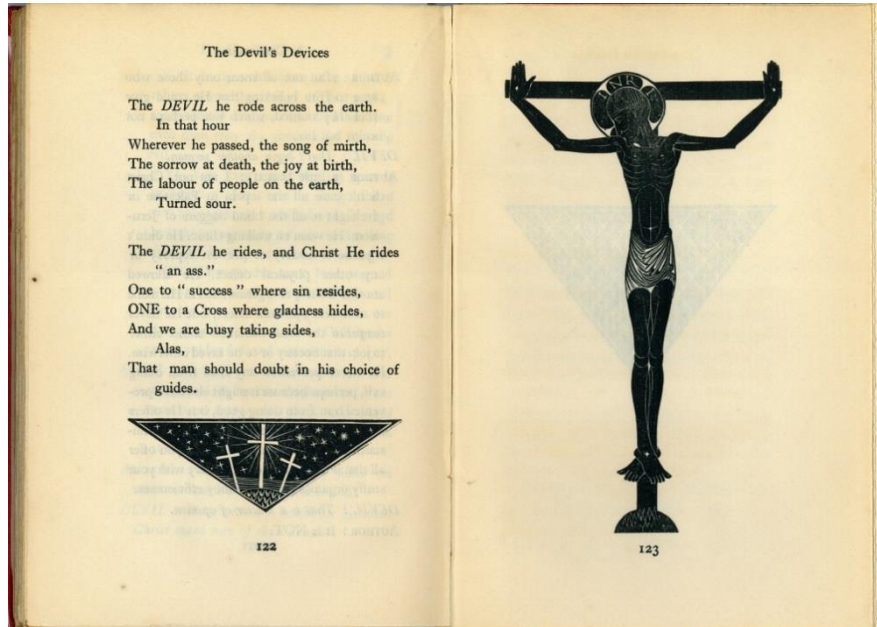 The Devil's Devices
The DEVIL he rode across the earth.
In that hour
Wherever he passed, the song of mirth,
The sorrow at death, the joy at birth,
The labour of people on the earth,
Turned sour.
The DEVIL he rides, and Christ He rides
" an ass."
One to " success " where sin resides,
ONE to a Cross where gladness hides,
And we are busy taking sides,
Alas,
That man should doubt in his choice of
guides.
122
123